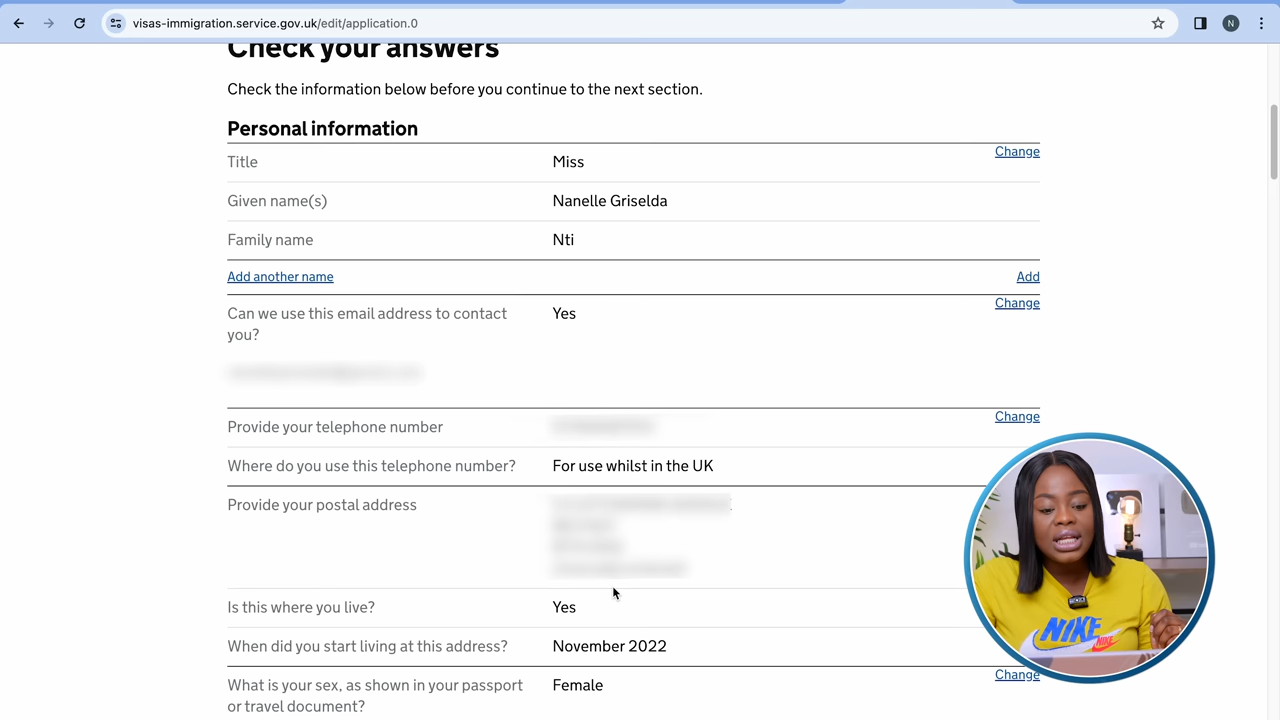 visas-immigration.service.gov.uk/edit/application.0
N
Check your answers
Check the information below before you continue to the next section.
Personal information
Change
Title Miss
Given name(s) Nanelle Griselda
Family name Nti
Add another name Add
Change
Can we use this email address to contact Yes
you?
Change
Provide your telephone number
Where do you use this telephone number? For use whilst in the UK
Provide your postal address
Is this where you live? Yes
When did you start living at this address? November 2022
Change
What is your sex, as shown in your passport Female
or travel document?
NIKE
NIKE